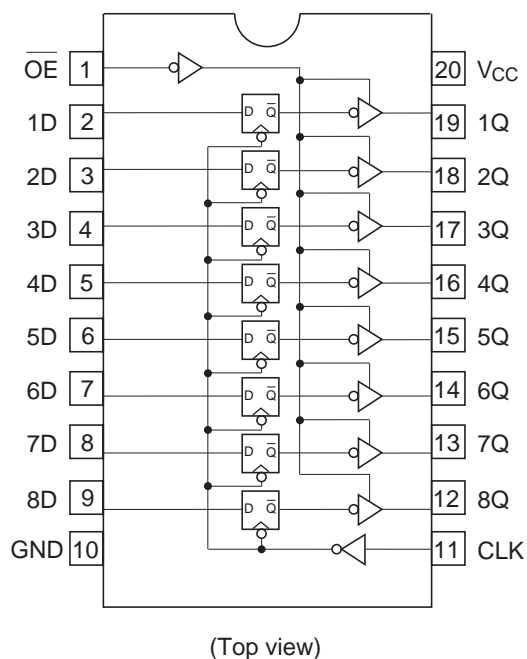 O̅E̅ 1 20 VCC
1D 2 D Q̅ 19 1Q
2D 3 D Q̅ 18 2Q
3D 4 D Q̅ 17 3Q
4D 5 D Q̅ 16 4Q
5D 6 D Q̅ 15 5Q
6D 7 D Q̅ 14 6Q
7D 8 D Q̅ 13 7Q
8D 9 D Q̅ 12 8Q
GND 10 11 CLK
(Top view)